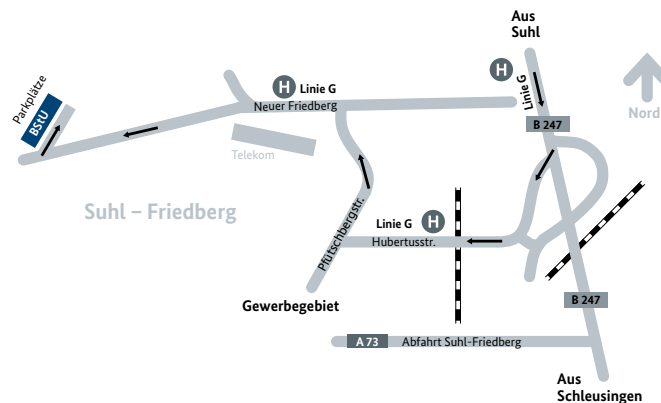 Aus
Suhl
H
Linie G
H Linie G
Neuer Friedberg
Parkplätze
BStU
Nord
B 247
Telekom
Suhl – Friedberg
Pfütschbergstr.
Linie G H
Hubertusstr.
Gewerbegebiet
B 247
A 73 Abfahrt Suhl-Friedberg
Aus
Schleusingen